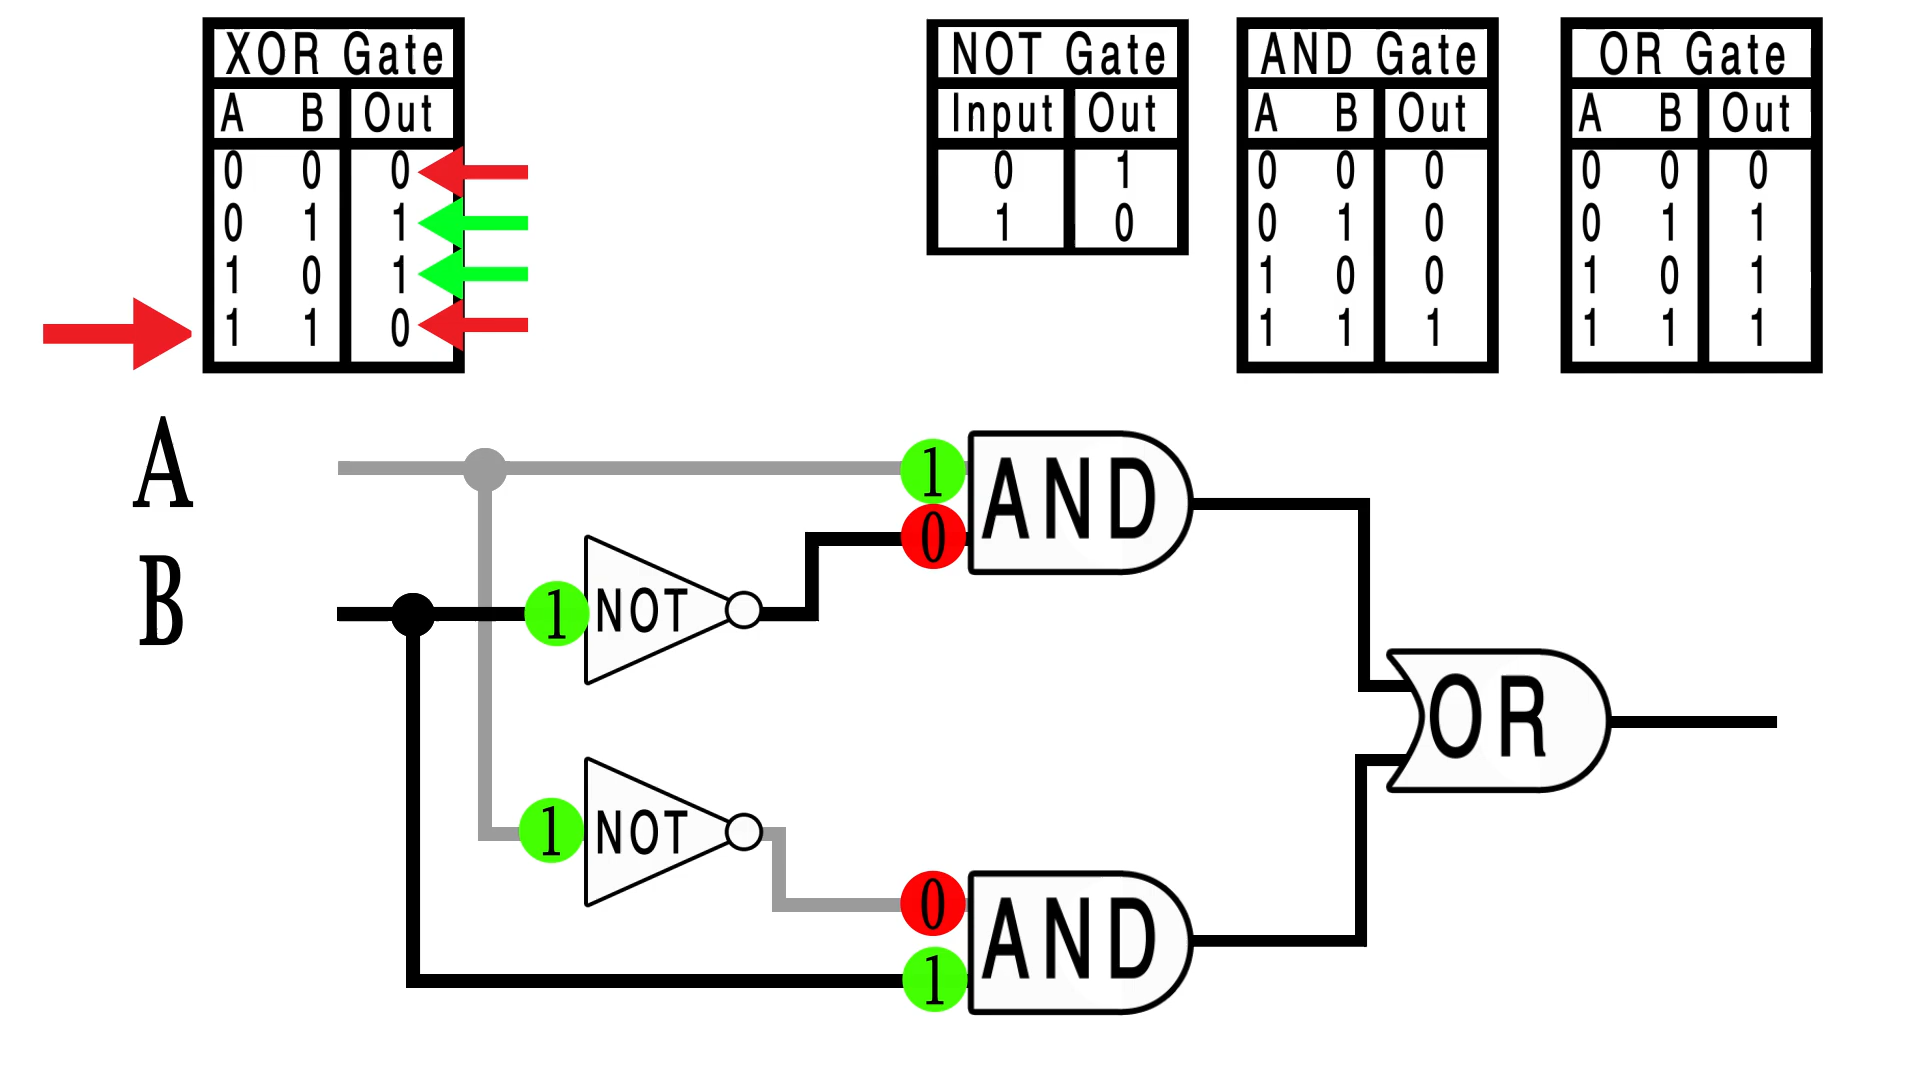 XOR Gate
A B Out
0 0 0
0 1 1
1 0 1
1 1 0
NOT Gate
Input Out
0 1
1 0
AND Gate
A B Out
0 0 0
0 1 0
1 0 0
1 1 1
OR Gate
A B Out
0 0 0
0 1 1
1 0 1
1 1 1
A
1
0
AND
B
1
NOT
OR
1
NOT
0
1
AND